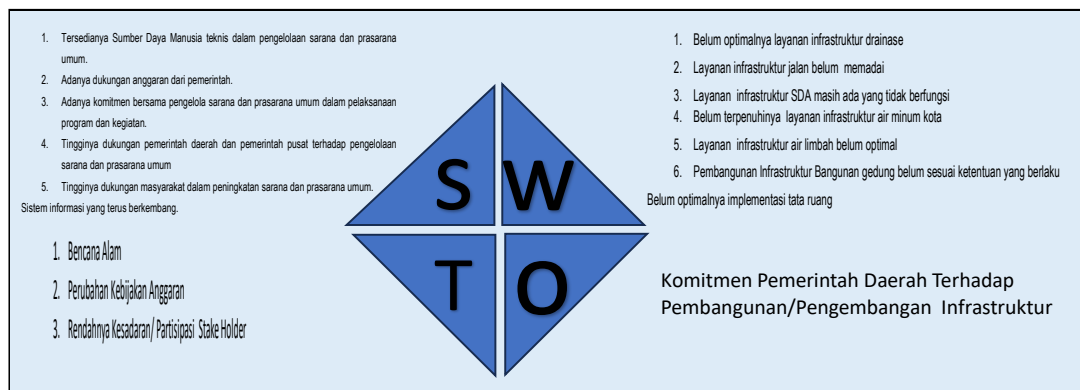 1. Tersedianya Sumber Daya Manusia teknis dalam pengelolaan sarana dan prasarana
umum.
2. Adanya dukungan anggaran dari pemerintah.
3. Adanya komitmen bersama pengelola sarana dan prasarana umum dalam pelaksanaan
program dan kegiatan.
4. Tingginya dukungan pemerintah daerah dan pemerintah pusat terhadap pengelolaan
sarana dan prasarana umum
5. Tingginya dukungan masyarakat dalam peningkatan sarana dan prasarana umum.
Sistem informasi yang terus berkembang.
1. Belum optimalnya layanan infrastruktur drainase
2. Layanan infrastruktur jalan belum memadai
3. Layanan infrastruktur SDA masih ada yang tidak berfungsi
4. Belum terpenuhinya layanan infrastruktur air minum kota
5. Layanan infrastruktur air limbah belum optimal
6. Pembangunan Infrastruktur Bangunan gedung belum sesuai ketentuan yang berlaku
Belum optimalnya implementasi tata ruang
S W
T O
1. Bencana Alam
2. Perubahan Kebijakan Anggaran
3. Rendahnya Kesadaran/ Partisipasi Stake Holder
Komitmen Pemerintah Daerah Terhadap
Pembangunan/Pengembangan Infrastruktur